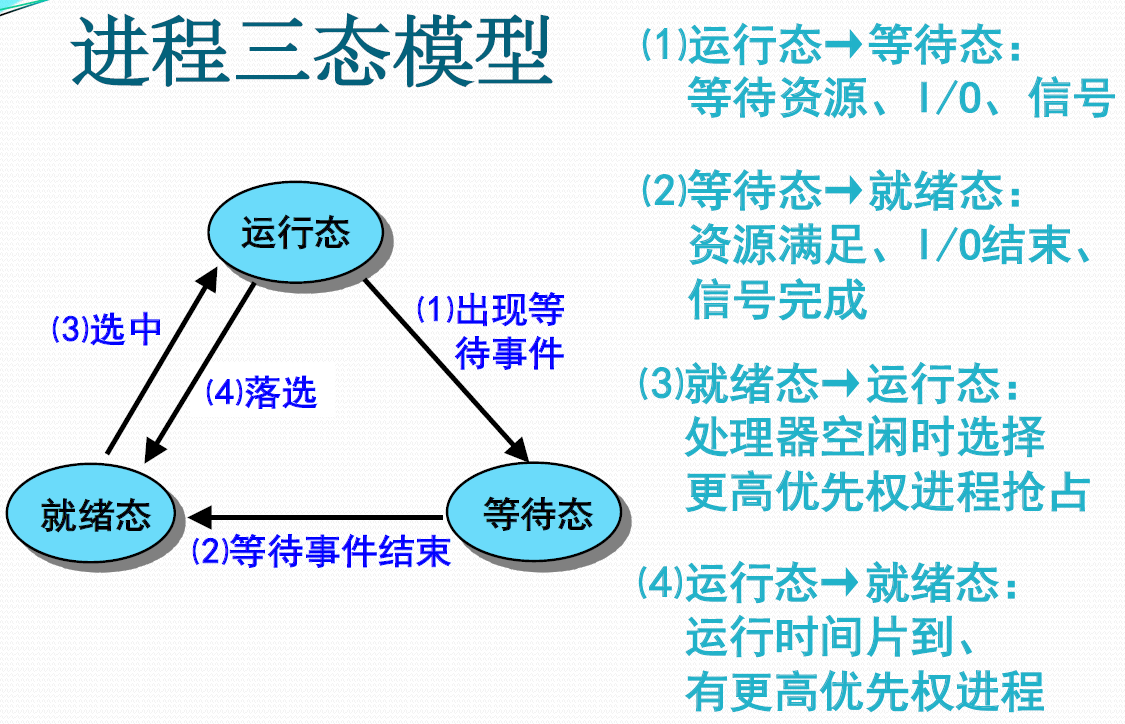 进程三态模型
⑴运行态→等待态：
等待资源、I/O、信号
⑵等待态→就绪态：
资源满足、I/O结束、
信号完成
⑶就绪态→运行态：
处理器空闲时选择
更高优先权进程抢占
⑷运行态→就绪态：
运行时间片到、
有更高优先权进程
运行态
⑶选中
⑷落选
⑴出现等
待事件
就绪态
等待态
⑵等待事件结束